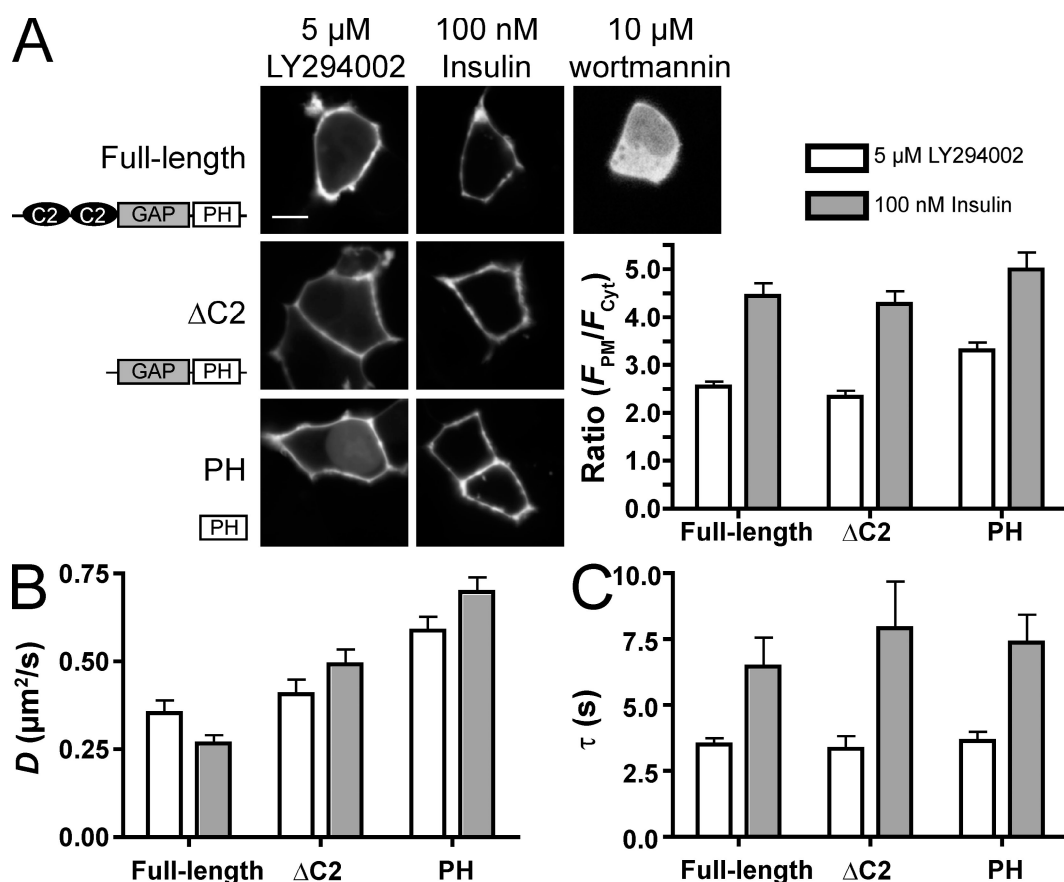 A
5 µM
LY294002
100 nM
Insulin
10 µM
wortmannin
Full-length
C2 C2 GAP PH
ΔC2
GAP PH
PH
PH
5 µM LY294002
100 nM Insulin
Ratio (FPM/FCyt)
5.0
4.0
3.0
2.0
1.0
0.0
Full-length ΔC2 PH
B
D (µm²/s)
0.75
0.50
0.25
0.00
Full-length ΔC2 PH
C
τ (s)
10.0
7.5
5.0
2.5
0.0
Full-length ΔC2 PH